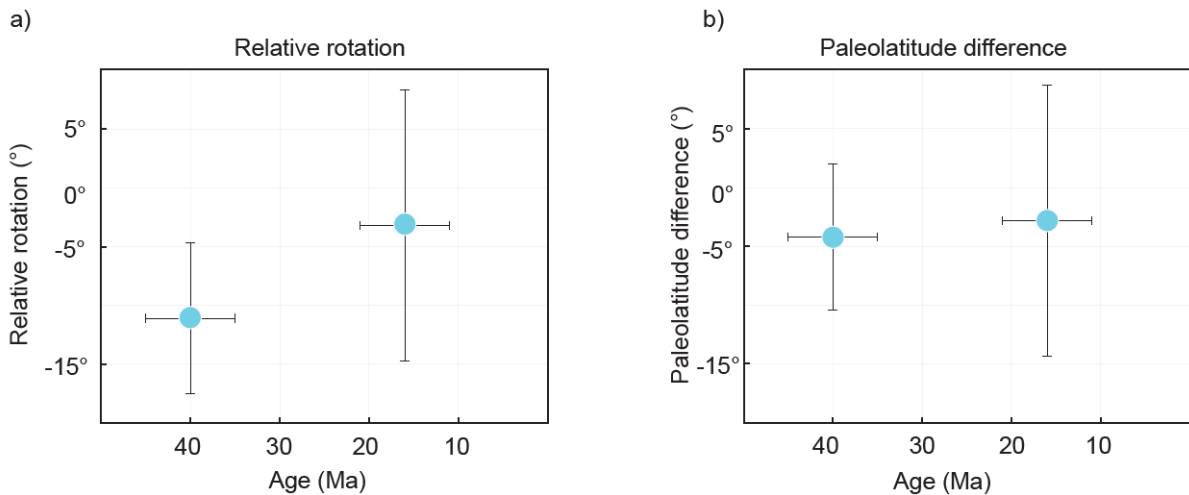 a)
Relative rotation
Relative rotation (°)
5°
0°
-5°
-15°
40 30 20 10
Age (Ma)
b)
Paleolatitude difference
Paleolatitude difference (°)
5°
0°
-5°
-15°
40 30 20 10
Age (Ma)